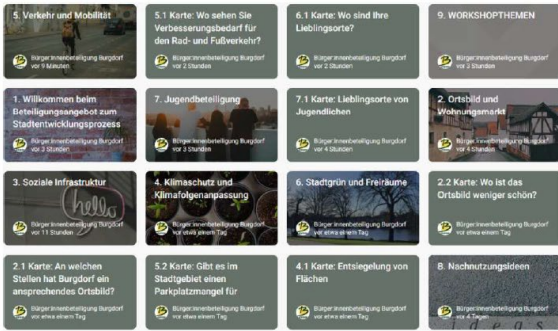 5. Verkehr und Mobilität
Bürger:innenbeteiligung Burgdorf
vor 9 Minuten
5.1 Karte: Wo sehen Sie
Verbesserungsbedarf für
den Rad- und Fußverkehr?
Bürger:innenbeteiligung Burgdorf
vor 2 Stunden
6.1 Karte: Wo sind Ihre
Lieblingsorte?
Bürger:innenbeteiligung Burgdorf
vor 2 Stunden
9. WORKSHOPTHEMEN
Bürger:innenbeteiligung Burgdorf
vor 3 Stunden
1. Willkommen beim
Beteiligungsangebot zum
Stadtentwicklungsprozess
Bürger:innenbeteiligung Burgdorf
vor 3 Stunden
7. Jugendbeteiligung
Bürger:innenbeteiligung Burgdorf
vor 3 Stunden
7.1 Karte: Lieblingsorte von
Jugendlichen
Bürger:innenbeteiligung Burgdorf
vor 4 Stunden
2. Ortsbild und
Wohnungsmarkt
Bürger:innenbeteiligung Burgdorf
vor 4 Stunden
3. Soziale Infrastruktur
hello
Bürger:innenbeteiligung Burgdorf
vor 11 Stunden
4. Klimaschutz und
Klimafolgenanpassung
Bürger:innenbeteiligung Burgdorf
vor etwa einem Tag
6. Stadtgrün und Freiräume
Bürger:innenbeteiligung Burgdorf
vor etwa einem Tag
2.2 Karte: Wo ist das
Ortsbild weniger schön?
Bürger:innenbeteiligung Burgdorf
vor etwa einem Tag
2.1 Karte: An welchen
Stellen hat Burgdorf ein
ansprechendes Ortsbild?
Bürger:innenbeteiligung Burgdorf
vor etwa einem Tag
5.2 Karte: Gibt es im
Stadtgebiet einen
Parkplatzmangel für
Bürger:innenbeteiligung Burgdorf
vor etwa einem Tag
4.1 Karte: Entsiegelung von
Flächen
Bürger:innenbeteiligung Burgdorf
vor etwa einem Tag
8. Nachnutzungsideen
Bürger:innenbeteiligung Burgdorf
vor 4 Tagen